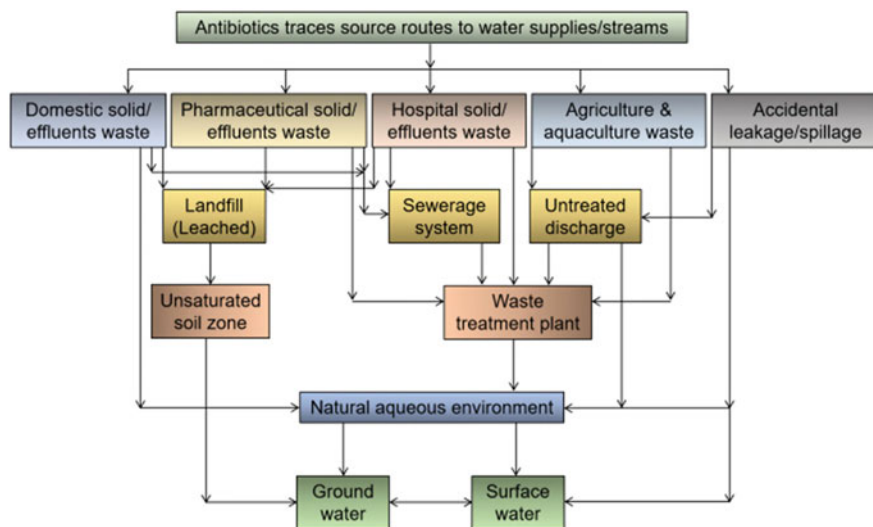 Antibiotics traces source routes to water supplies/streams
Domestic solid/
effluents waste
Pharmaceutical solid/
effluents waste
Hospital solid/
effluents waste
Agriculture &
aquaculture waste
Accidental
leakage/spillage
Landfill
(Leached)
Sewerage
system
Untreated
discharge
Unsaturated
soil zone
Waste
treatment plant
Natural aqueous environment
Ground
water
Surface
water